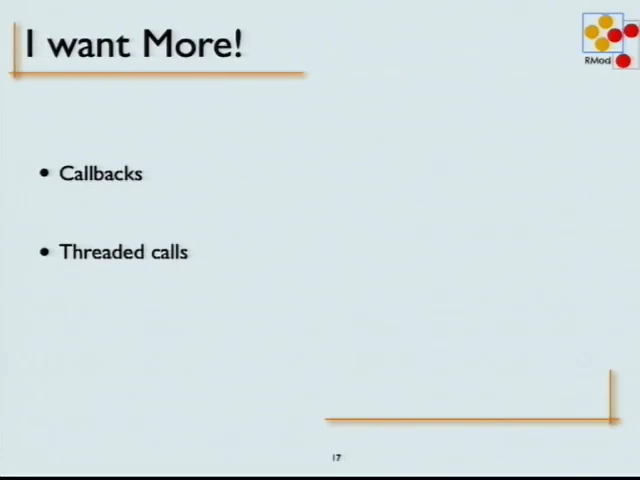 I want More!
RMod
• Callbacks
• Threaded calls
17